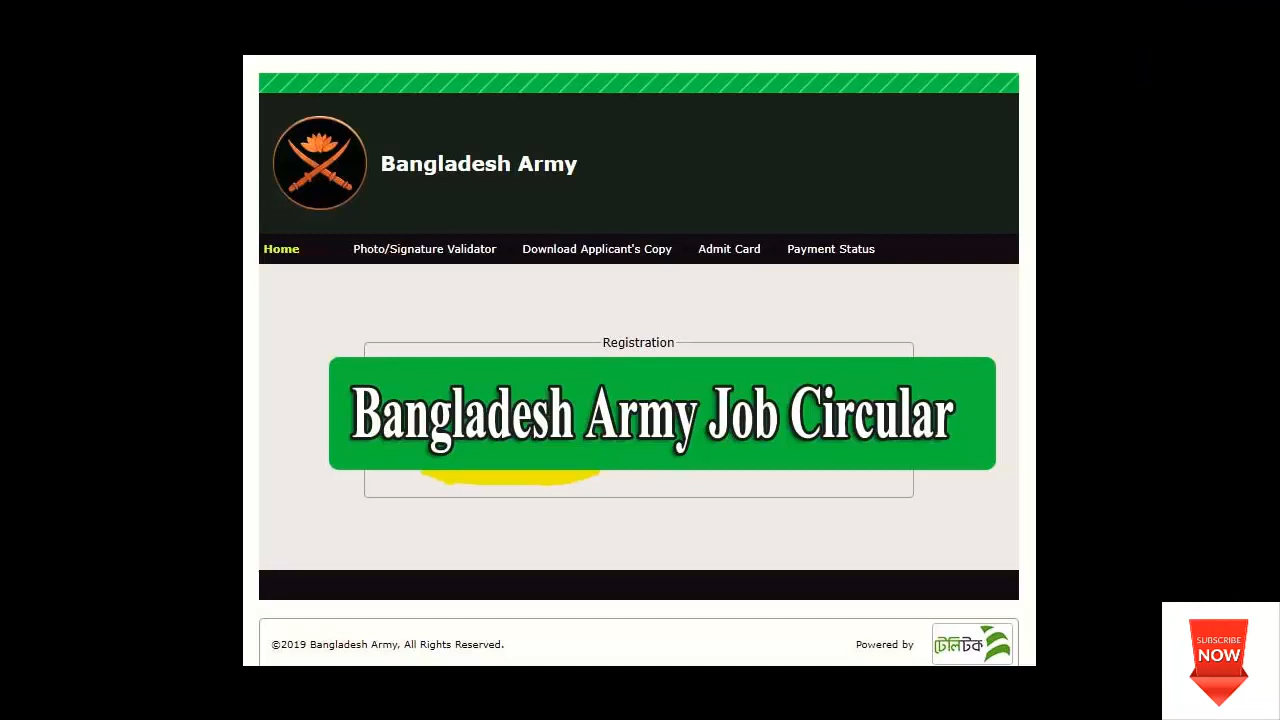 Bangladesh Army
Home Photo/Signature Validator Download Applicant's Copy Admit Card Payment Status
Registration
Bangladesh Army Job Circular
©2019 Bangladesh Army, All Rights Reserved.
Powered by টেলিটক
SUBSCRIBE
NOW